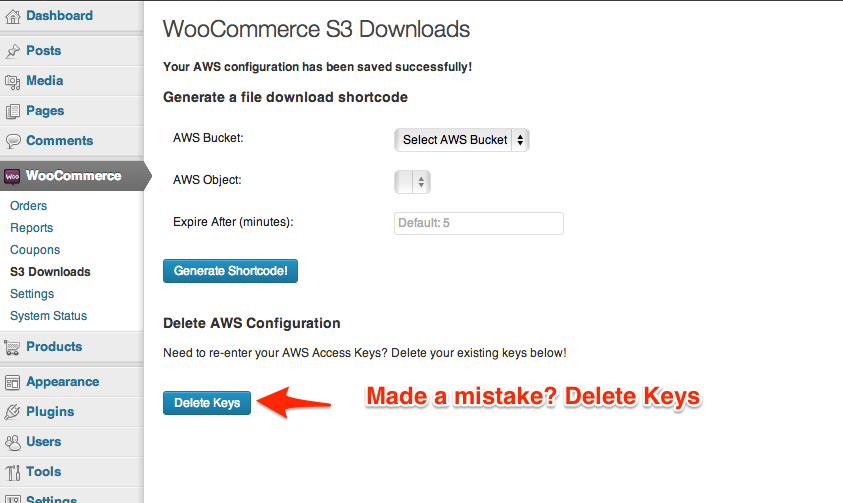 Dashboard
Posts
Media
Pages
Comments
Woo WooCommerce
Orders
Reports
Coupons
S3 Downloads
Settings
System Status
Products
Appearance
Plugins
Users
Tools
Settings
WooCommerce S3 Downloads
Your AWS configuration has been saved successfully!
Generate a file download shortcode
AWS Bucket: Select AWS Bucket
AWS Object:
Expire After (minutes): Default: 5
Generate Shortcode!
Delete AWS Configuration
Need to re-enter your AWS Access Keys? Delete your existing keys below!
Delete Keys Made a mistake? Delete Keys